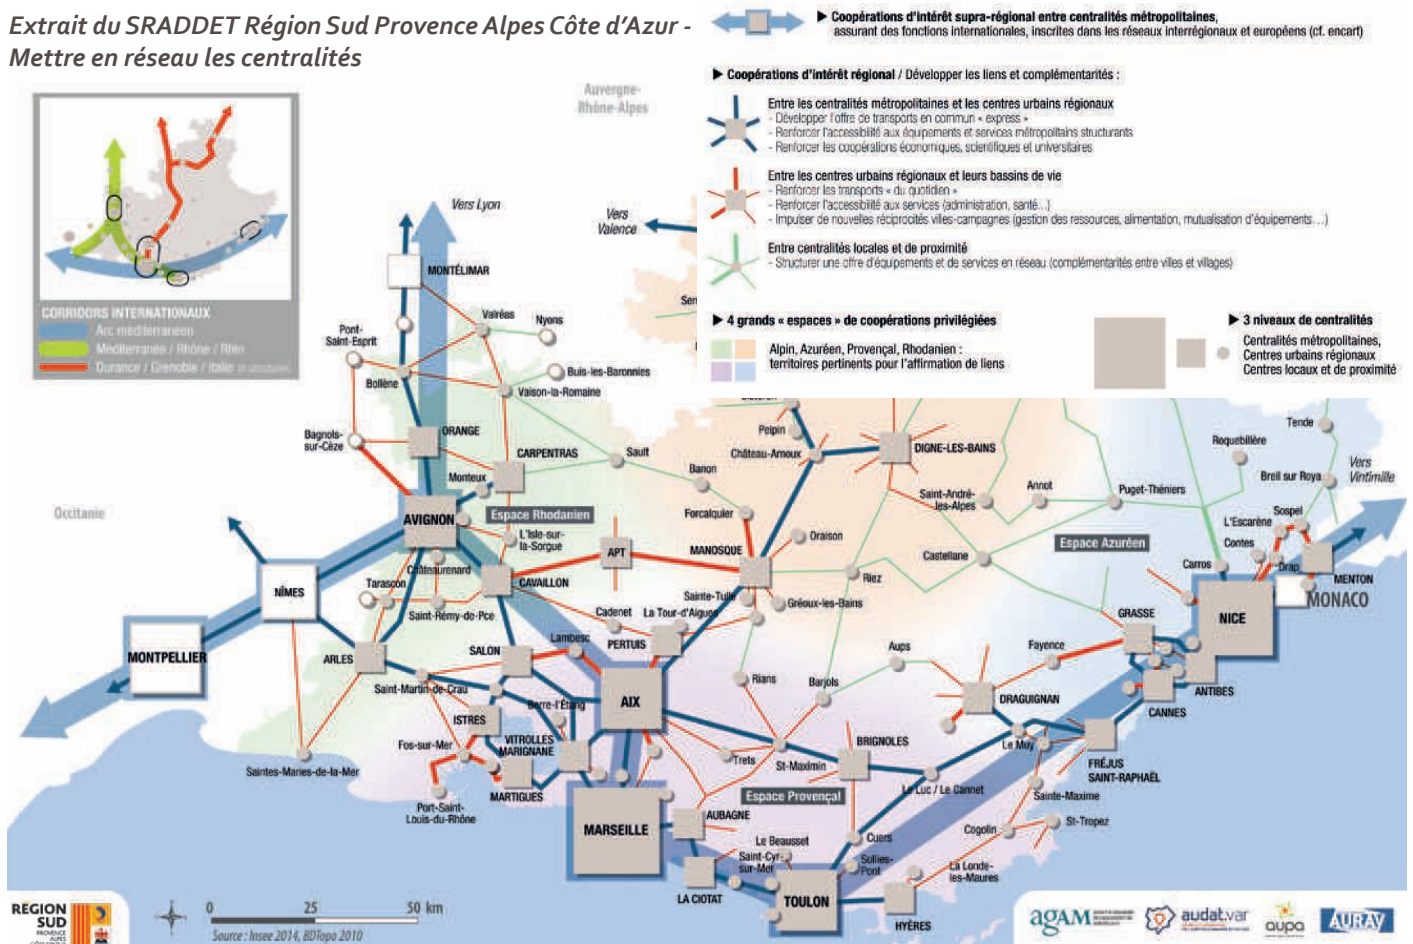 Extrait du SRADDET Région Sud Provence Alpes Côte d'Azur -
Mettre en réseau les centralités
▶ Coopérations d'intérêt supra-régional entre centralités métropolitaines,
assurant des fonctions internationales, inscrites dans les réseaux interrégionaux et européens (cf. encart)
▶ Coopérations d'intérêt régional / Développer les liens et complémentarités :
Entre les centralités métropolitaines et les centres urbains régionaux
- Développer l'offre de transports en commun « express »
- Renforcer l'accessibilité aux équipements et services métropolitains structurants
- Renforcer les coopérations économiques, scientifiques et universitaires
Entre les centres urbains régionaux et leurs bassins de vie
- Renforcer les transports « du quotidien »
- Renforcer l'accessibilité aux services (administration, santé...)
- Impulser de nouvelles réciprocités villes-campagnes (gestion des ressources, alimentation, mutualisation d'équipements...)
Entre centralités locales et de proximité
- Structurer une offre d'équipements et de services en réseau (complémentarités entre villes et villages)
▶ 4 grands « espaces » de coopérations privilégiées
Alpin, Azuréen, Provençal, Rhodanien :
territoires pertinents pour l'affirmation de liens
▶ 3 niveaux de centralités
Centralités métropolitaines,
Centres urbains régionaux
Centres locaux et de proximité
CORRIDORS INTERNATIONAUX
Arc méditerranéen
Méditerranée / Rhône / Rhin
Durance / Grenoble / Italie
Auvergne-
Rhône-Alpes
Vers Lyon
Vers
Valence
MONTÉLIMAR
Valréas
Nyons
Pont-
Saint-Esprit
Bollène
Buis-les-Baronnies
Vaison-la-Romaine
Bagnols-
sur-Cèze
ORANGE
CARPENTRAS
Sault
Monteux
Banon
Peipin
Château-Arnoux
DIGNE-LES-BAINS
Roquebillère
Tende
Vers
Vintimille
Breil sur Roya
Occitanie
AVIGNON
Espace Rhodanien
L'Isle-sur-
la-Sorgue
Forcalquier
Oraison
Saint-André-
les-Alpes
Annot
Puget-Théniers
L'Escarène
Sospel
Contes
Drap
Espace Azuréen
Carros
MENTON
MONACO
NICE
Châteaurenard
CAVAILLON
APT
MANOSQUE
Castellane
Riez
NÎMES
Tarascon
Saint-Rémy-de-Pce
Cadenet
La Tour-d'Aigues
Sainte-Tulle
Gréoux-les-Bains
GRASSE
MONTPELLIER
ARLES
SALON
Lambesc
PERTUIS
Aups
Fayence
ANTIBES
CANNES
Saint-Martin-de-Crau
Berre-l'Étang
AIX
Rians
Barjols
DRAGUIGNAN
ISTRES
VITROLLES
MARIGNANE
Fos-sur-Mer
Trets
St-Maximin
BRIGNOLES
Le Muy
FRÉJUS
SAINT-RAPHAËL
Saintes-Maries-de-la-Mer
Port-Saint-
Louis-du-Rhône
MARTIGUES
Espace Provençal
Le Luc / Le Cannet
Sainte-Maxime
MARSEILLE
AUBAGNE
Le Beausset
Cuers
Cogolin
St-Tropez
Saint-Cyr-
sur-Mer
Sollies-
Pont
La Londe-
les-Maures
LA CIOTAT
TOULON
HYÈRES
RÉGION
SUD
PROVENCE
ALPES
0 25 50 km
Source : Insee 2014, BDTopo 2010
agAM
audat.var
aupa
AURAV